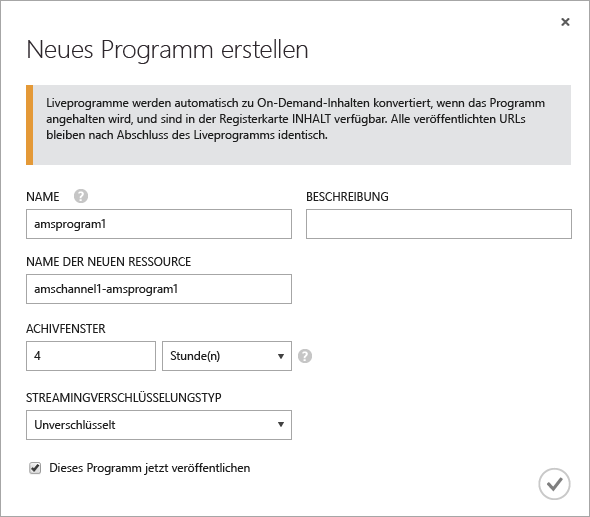 Neues Programm erstellen
Liveprogramme werden automatisch zu On-Demand-Inhalten konvertiert, wenn das Programm
angehalten wird, und sind in der Registerkarte INHALT verfügbar. Alle veröffentlichten URLs
bleiben nach Abschluss des Liveprogramms identisch.
NAME ?
BESCHREIBUNG
amsprogram1
NAME DER NEUEN RESSOURCE
amschannel1-amsprogram1
ACHIVFENSTER
4 Stunde(n) ?
STREAMINGVERSCHLÜSSELUNGSTYP
Unverschlüsselt
Dieses Programm jetzt veröffentlichen